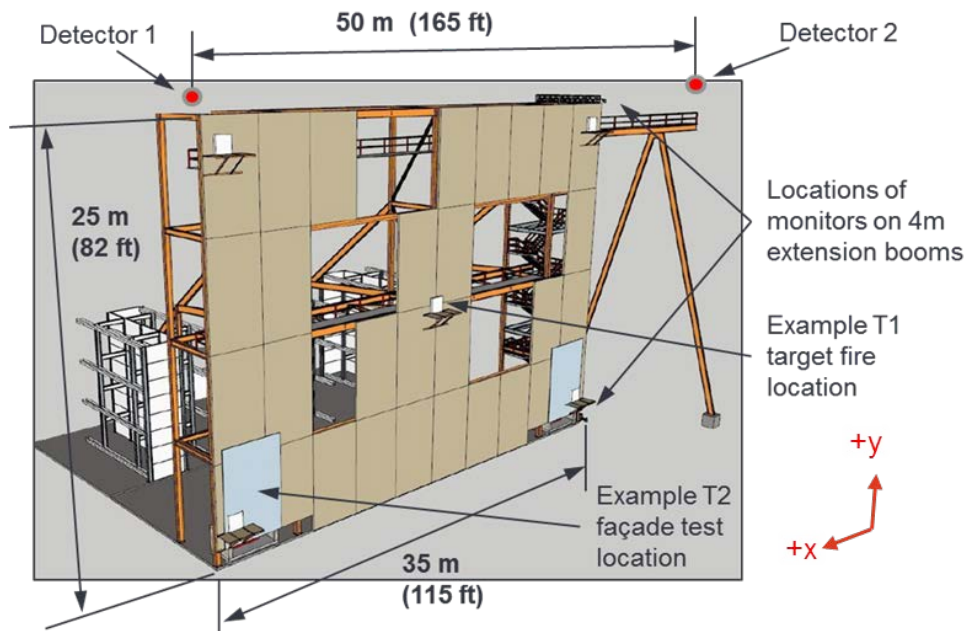 50 m (165 ft)
Detector 1
Detector 2
25 m
(82 ft)
Locations of
monitors on 4m
extension booms
Example T1
target fire
location
+y
+x
Example T2
façade test
location
35 m
(115 ft)